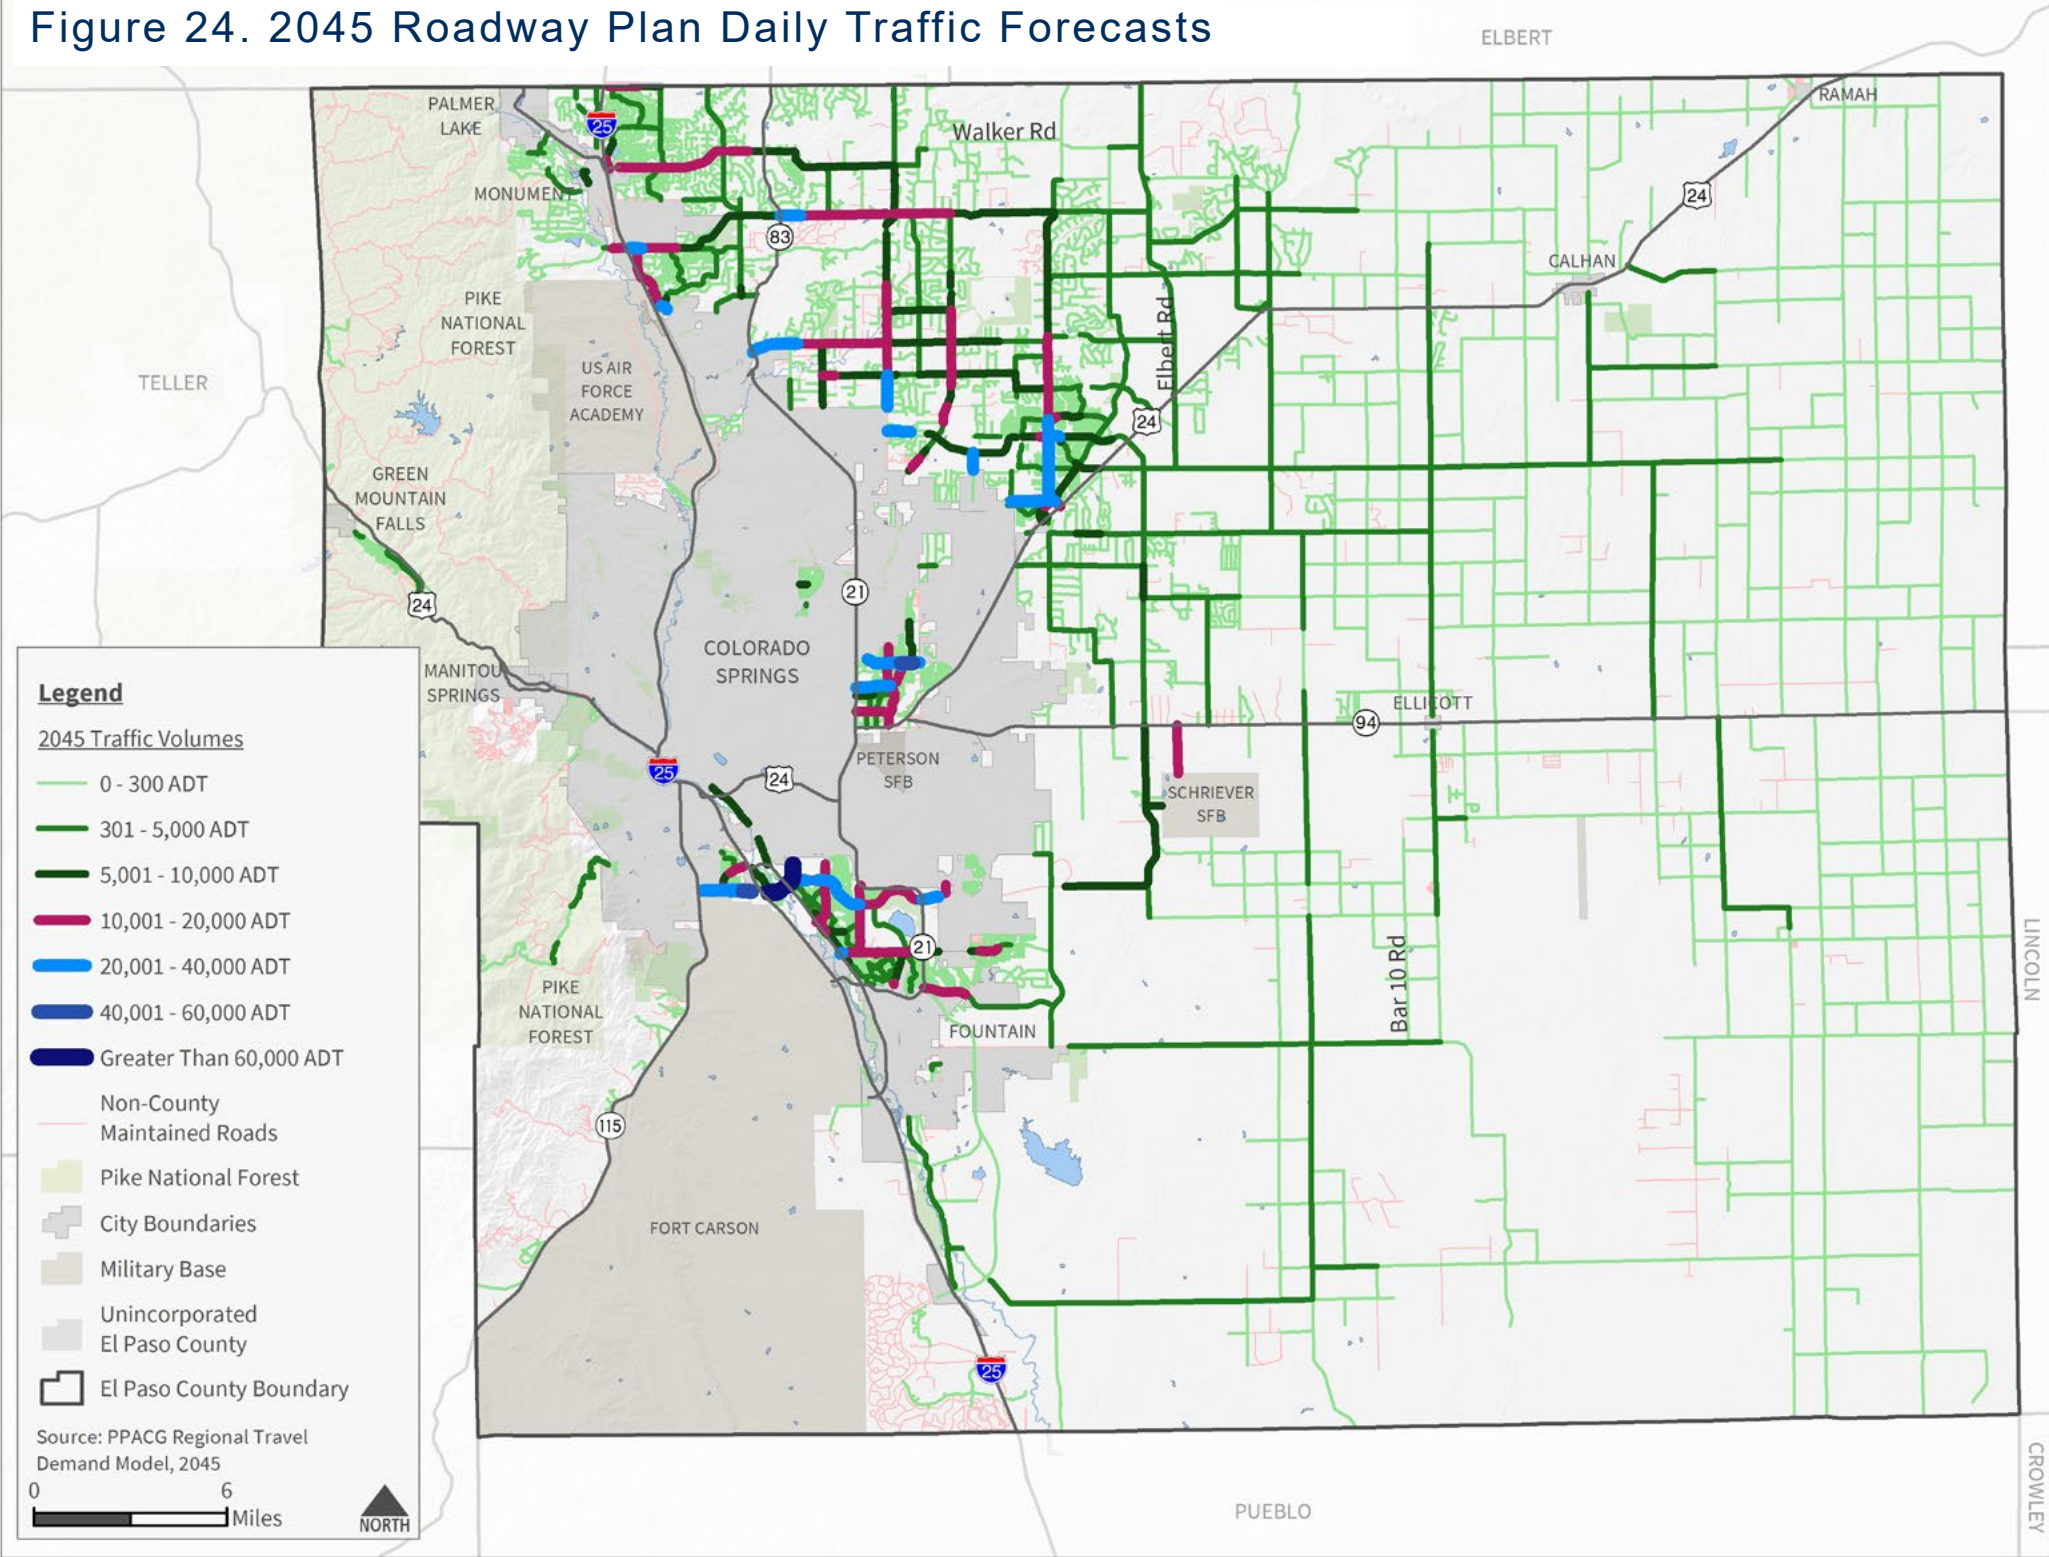 Figure 24. 2045 Roadway Plan Daily Traffic Forecasts
ELBERT
PALMER
LAKE
25
Walker Rd
RAMAH
MONUMENT
24
83
CALHAN
PIKE
NATIONAL
FOREST
US AIR
FORCE
ACADEMY
Elbert Rd
TELLER
24
GREEN
MOUNTAIN
FALLS
24
21
COLORADO
SPRINGS
MANITOU
SPRINGS
ELLICOTT
94
25
24
PETERSON
SFB
SCHRIEVER
SFB
21
Bar 10 Rd
LINCOLN
PIKE
NATIONAL
FOREST
FOUNTAIN
115
FORT CARSON
25
PUEBLO
CROWLEY
Legend
2045 Traffic Volumes
0 - 300 ADT
301 - 5,000 ADT
5,001 - 10,000 ADT
10,001 - 20,000 ADT
20,001 - 40,000 ADT
40,001 - 60,000 ADT
Greater Than 60,000 ADT
Non-County
Maintained Roads
Pike National Forest
City Boundaries
Military Base
Unincorporated
El Paso County
El Paso County Boundary
Source: PPACG Regional Travel
Demand Model, 2045
0 6
Miles
NORTH